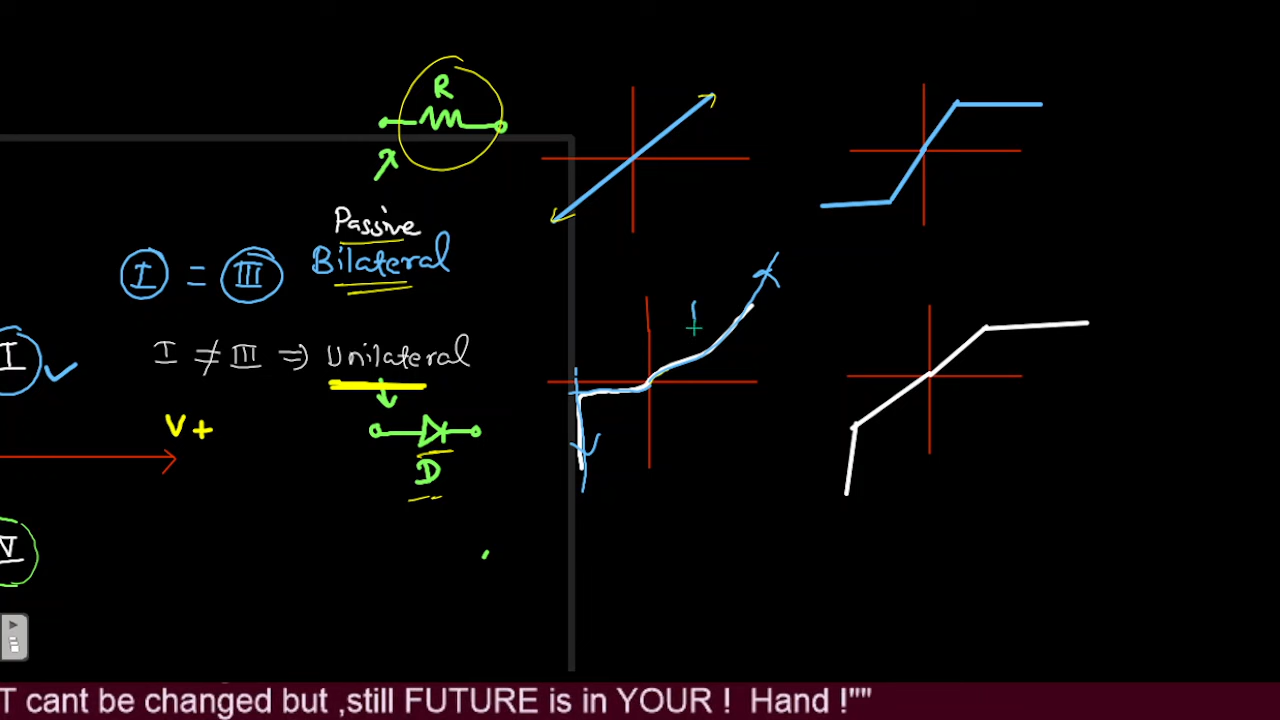 R
Passive
Bilateral
I = III
I ≠ III ⇒ Unilateral
I
V +
D
V
T cant be changed but ,still FUTURE is in YOUR ! Hand !""